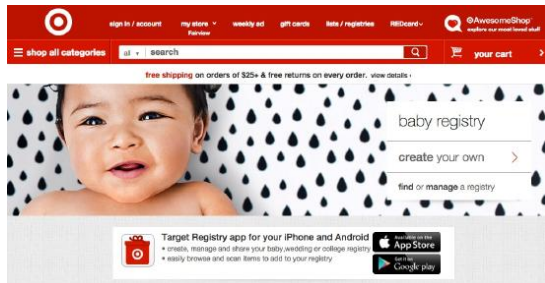 sign in / account my store weekly ad gift cards lists / registries REDcard @AwesomeShop
Fairview explore our most loved stuff
shop all categories all search your cart
free shipping on orders of $25+ & free returns on every order. view details
baby registry
create your own
find or manage a registry
Target Registry app for your iPhone and Android
• create, manage and share your baby,wedding or college registry
• easily browse and scan items to add to your registry
Available on the
App Store
Get it on
Google play